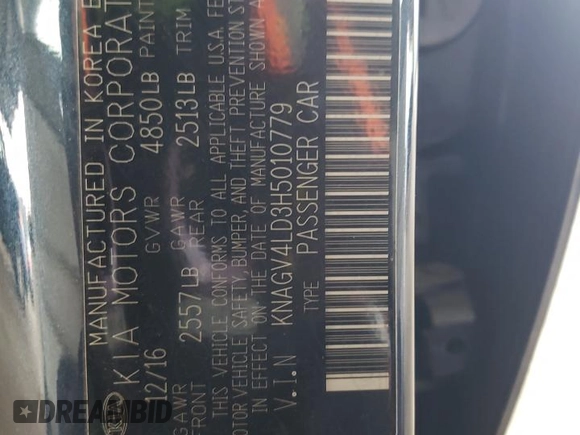 MANUFACTURED IN KOREA
KIA MOTORS CORPORAT
2/16 GVWR 4850LB PAINT
GAWR FRONT 2557LB GAWR REAR 2513LB TRIM
THIS VEHICLE CONFORMS TO ALL APPLICABLE U.S.A. FE
MOTOR VEHICLE SAFETY, BUMPER, AND THEFT PREVENTION S
IN EFFECT ON THE DATE OF MANUFACTURE SHOWN A
V.I.N KNAGV4LD3H5010779
TYPE PASSENGER CAR
DREAMBID